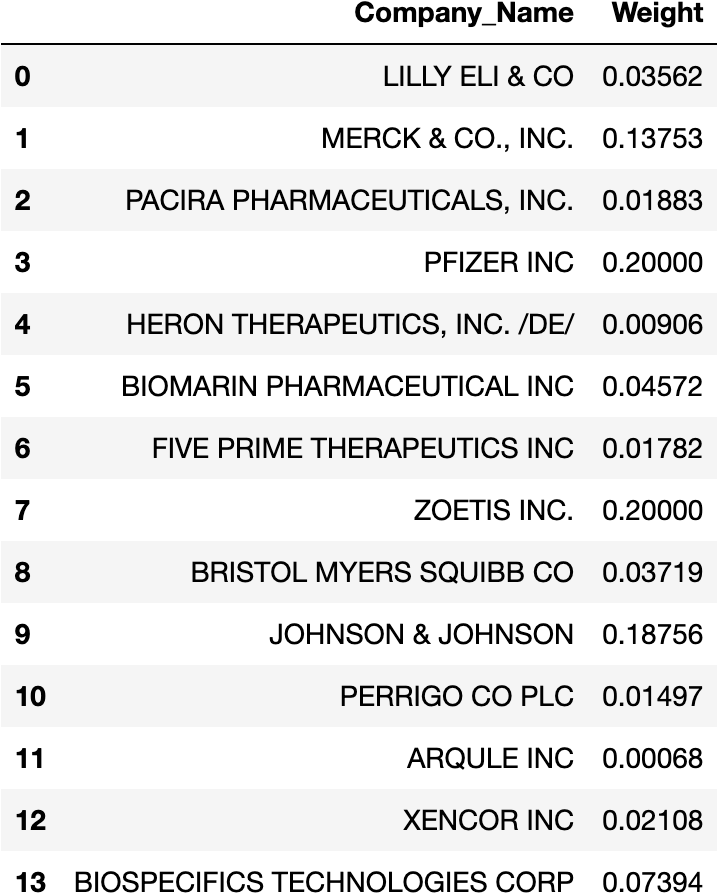 Company_Name Weight
0 LILLY ELI & CO 0.03562
1 MERCK & CO., INC. 0.13753
2 PACIRA PHARMACEUTICALS, INC. 0.01883
3 PFIZER INC 0.20000
4 HERON THERAPEUTICS, INC. /DE/ 0.00906
5 BIOMARIN PHARMACEUTICAL INC 0.04572
6 FIVE PRIME THERAPEUTICS INC 0.01782
7 ZOETIS INC. 0.20000
8 BRISTOL MYERS SQUIBB CO 0.03719
9 JOHNSON & JOHNSON 0.18756
10 PERRIGO CO PLC 0.01497
11 ARQULE INC 0.00068
12 XENCOR INC 0.02108
13 BIOSPECIFICS TECHNOLOGIES CORP 0.07394